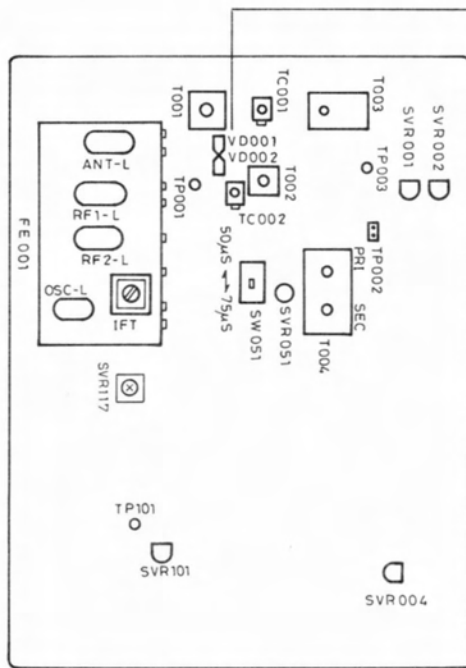 T001
TC001
T003
SVR001
SVR002
VD001
VD002
TP003
ANT-L
TP001
T002
TC002
RF1-L
FE001
RF2-L
50µS
75µS
SW051
SVR051
TP002
PRI
SEC
T004
OSC-L
IFT
SVR117
TP101
SVR101
SVR004